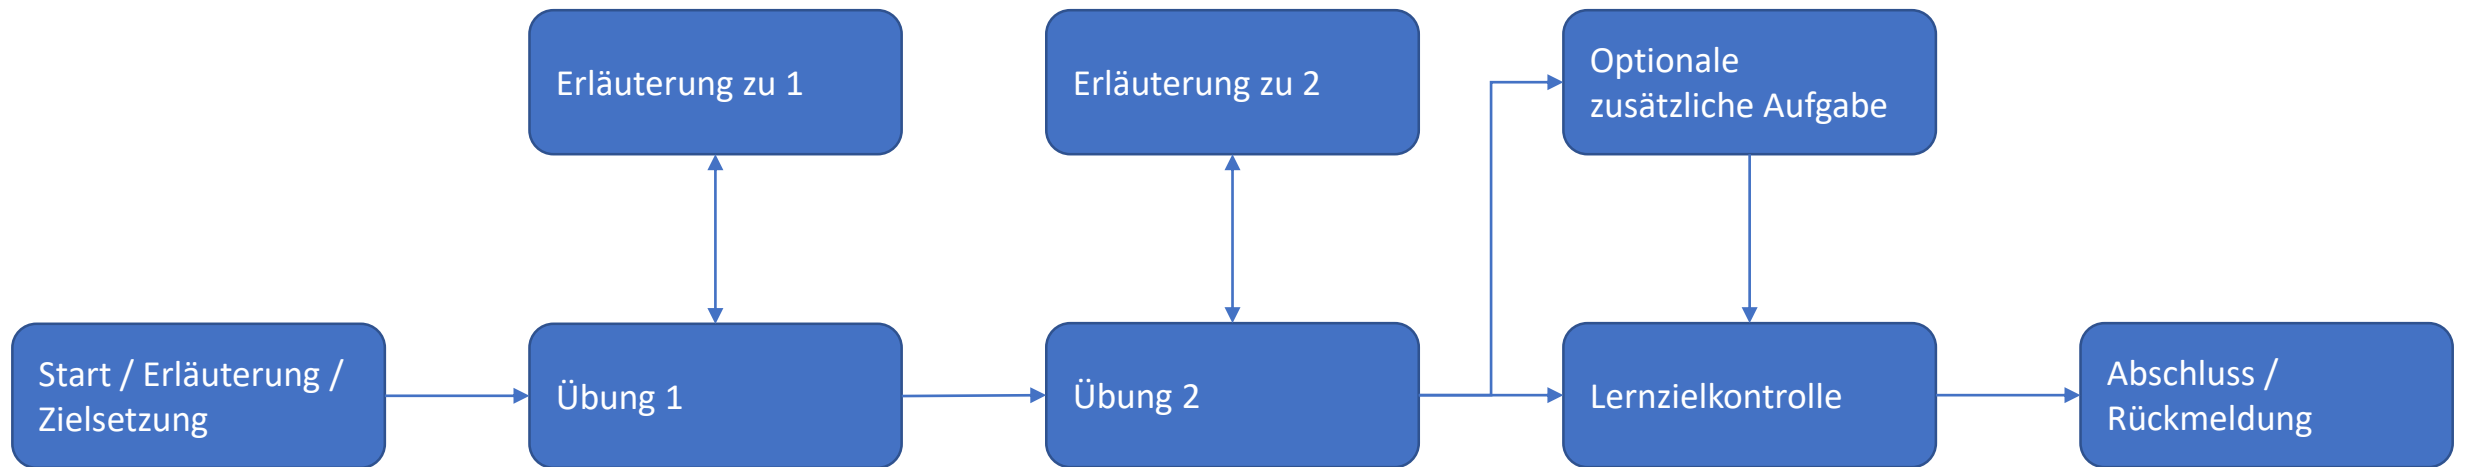 Erläuterung zu 1
Erläuterung zu 2
Optionale
zusätzliche Aufgabe
Start / Erläuterung /
Zielsetzung
Übung 1
Übung 2
Lernzielkontrolle
Abschluss /
Rückmeldung